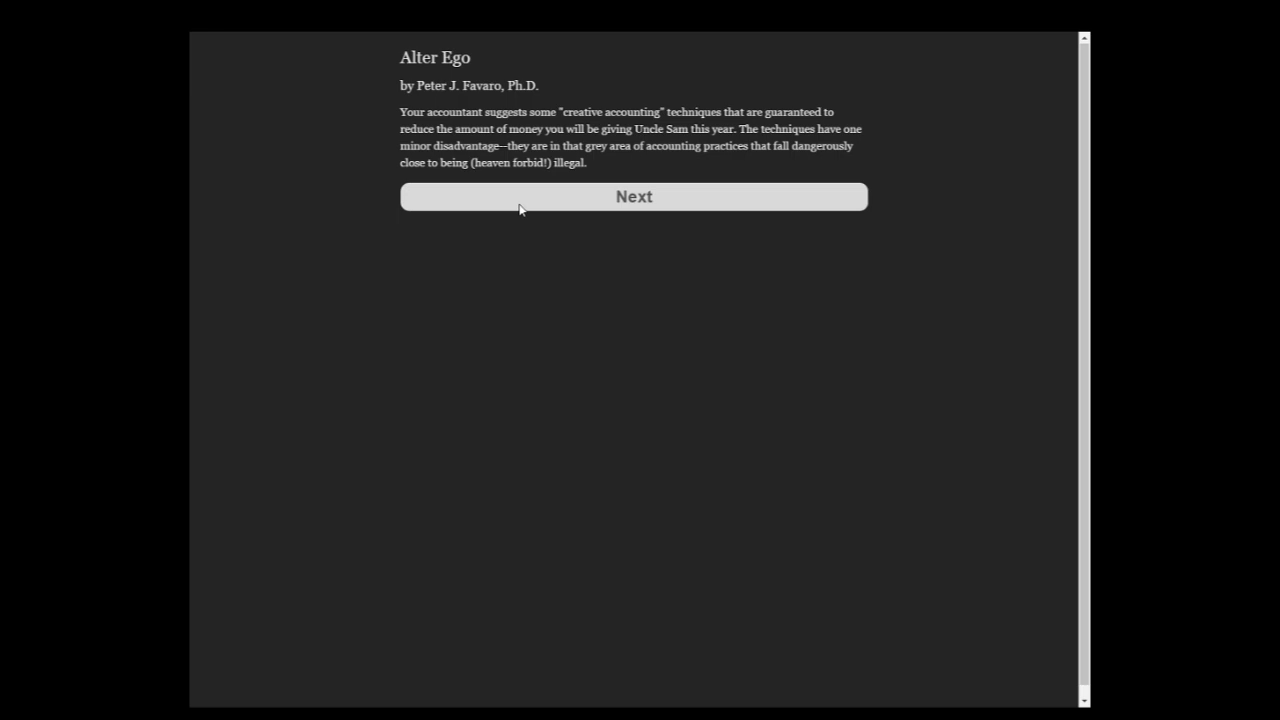 Alter Ego
by Peter J. Favaro, Ph.D.
Your accountant suggests some "creative accounting" techniques that are guaranteed to
reduce the amount of money you will be giving Uncle Sam this year. The techniques have one
minor disadvantage--they are in that grey area of accounting practices that fall dangerously
close to being (heaven forbid!) illegal.
Next